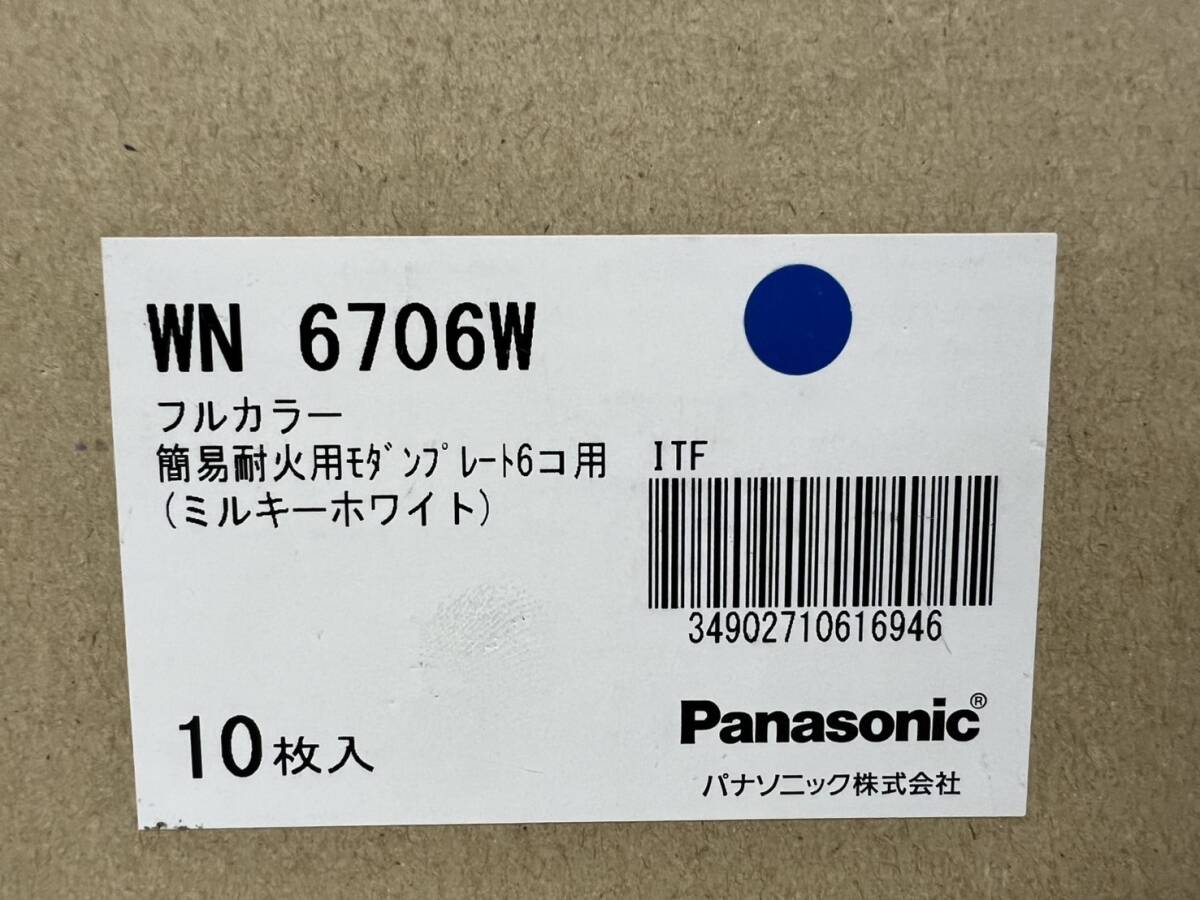 WN 6706W
フルカラー
簡易耐火用ﾓﾀﾞﾝﾌﾟﾚｰﾄ6コ用
(ミルキーホワイト)
ITF
34902710616946
10枚入
Panasonic®
パナソニック株式会社